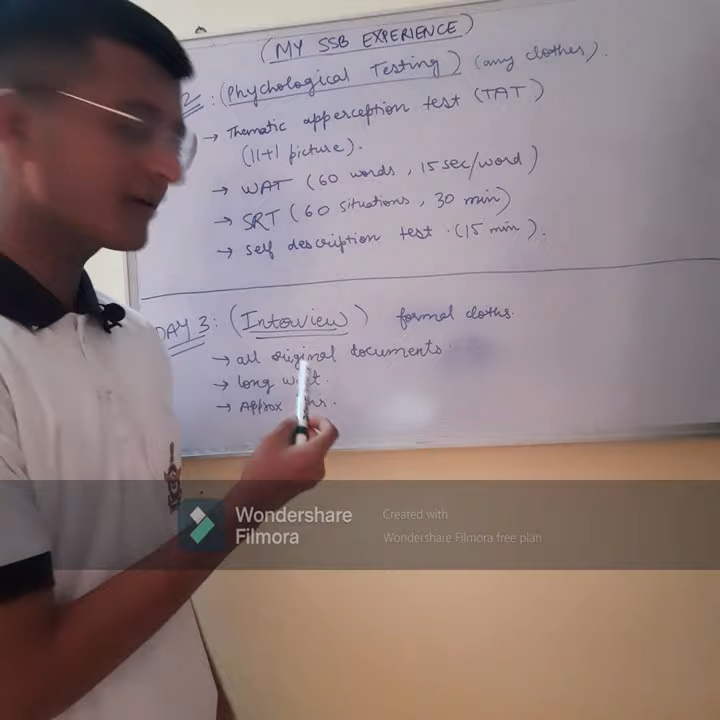 (MY SSB EXPERIENCE)
2: (Phychological Testing) (any clothes).
→ Thematic apperception test (TAT)
(11+1 picture).
→ WAT (60 words, 15 sec/word)
→ SRT (60 situations, 30 min)
→ self description test (15 min).
DAY 3: (Interview) formal cloths.
→ all original documents.
→ long
→ Approx
Wondershare
Filmora
Created with
Wondershare Filmora free plan